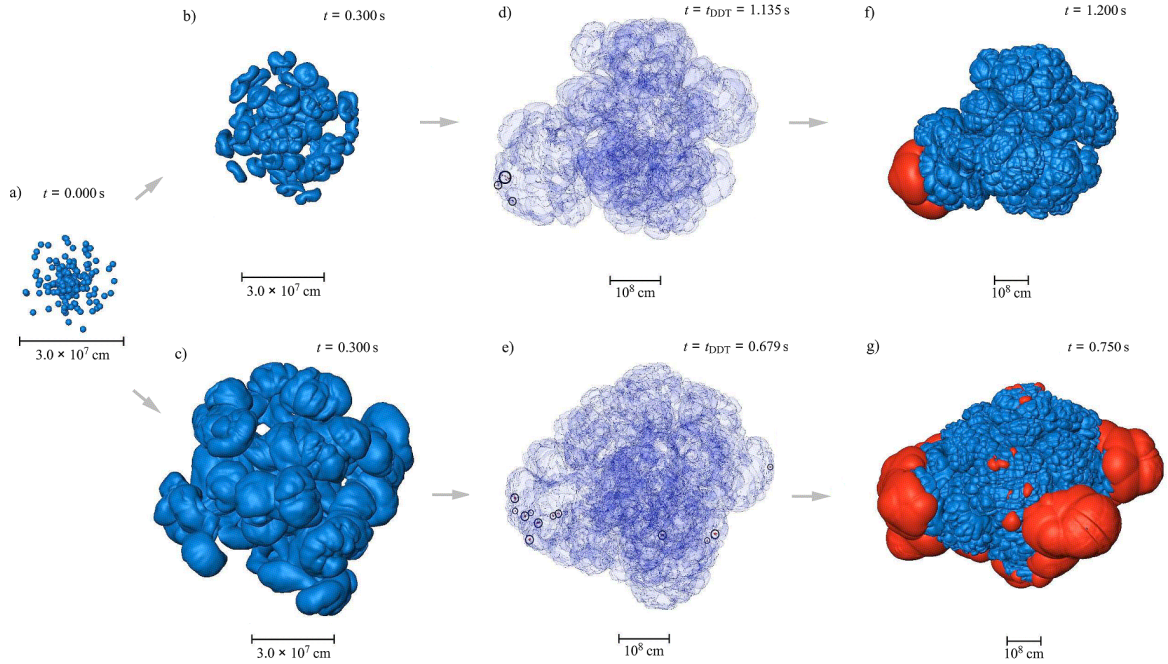 a)
t = 0.000 s
3.0 × 10⁷ cm
b)
t = 0.300 s
3.0 × 10⁷ cm
c)
t = 0.300 s
3.0 × 10⁷ cm
d)
t = tDDT = 1.135 s
10⁸ cm
e)
t = tDDT = 0.679 s
10⁸ cm
f)
t = 1.200 s
10⁸ cm
g)
t = 0.750 s
10⁸ cm